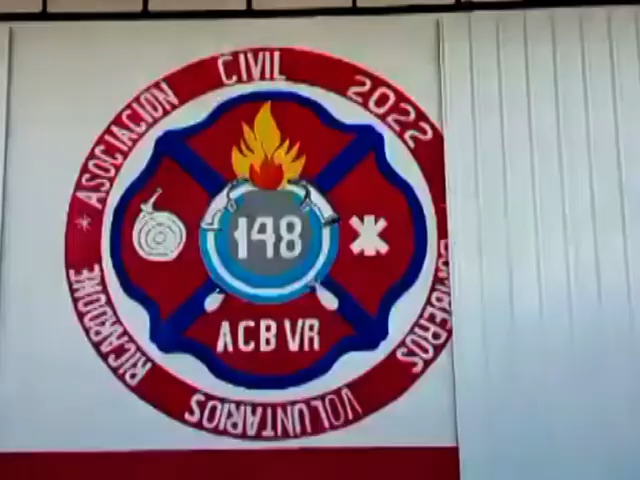 * ASOCIACION CIVIL 2022
BOMBEROS VOLUNTARIOS RICARDONE
148
ACBVR